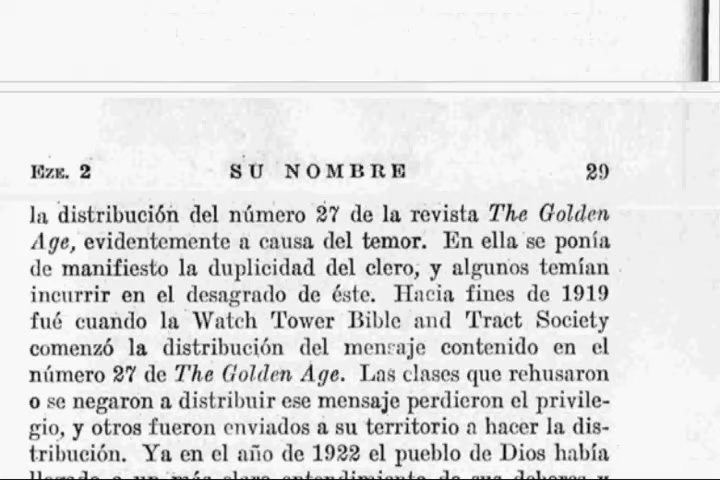 Eze. 2 SU NOMBRE 29
la distribución del número 27 de la revista The Golden
Age, evidentemente a causa del temor. En ella se ponía
de manifiesto la duplicidad del clero, y algunos temían
incurrir en el desagrado de éste. Hacia fines de 1919
fué cuando la Watch Tower Bible and Tract Society
comenzó la distribución del mensaje contenido en el
número 27 de The Golden Age. Las clases que rehusaron
o se negaron a distribuir ese mensaje perdieron el privile-
gio, y otros fueron enviados a su territorio a hacer la dis-
tribución. Ya en el año de 1922 el pueblo de Dios había